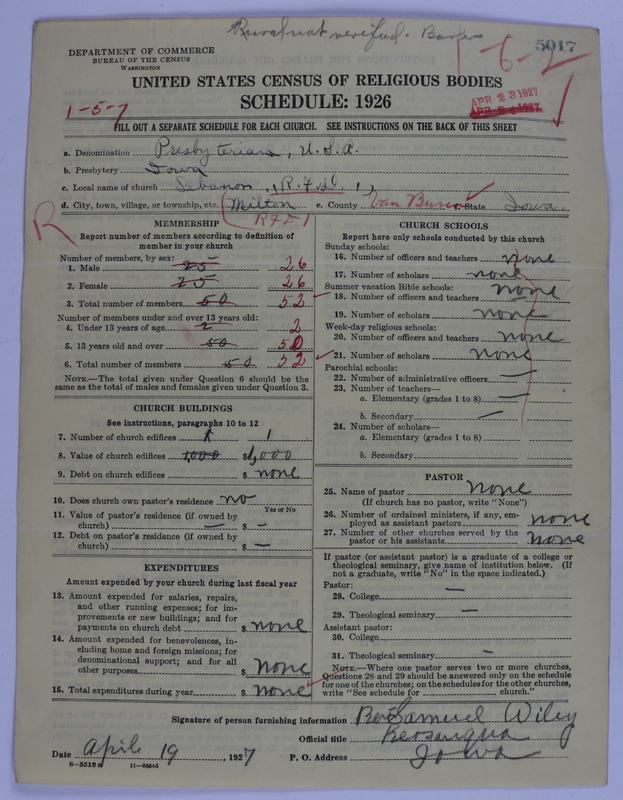 Rural not verified.
1-6-2
5017
DEPARTMENT OF COMMERCE
BUREAU OF THE CENSUS
WASHINGTON
UNITED STATES CENSUS OF RELIGIOUS BODIES
SCHEDULE: 1926
1-5-7
APR 23 1927
FILL OUT A SEPARATE SCHEDULE FOR EACH CHURCH. SEE INSTRUCTIONS ON THE BACK OF THIS SHEET
a. Denomination Presbyterian, U.S.A.
b. Presbytery Iowa
c. Local name of church Lebanon, (R.F.D. 1)
d. City, town, village, or township, etc. Milton e. County Van Buren f. State Iowa.
R
RFD 1
MEMBERSHIP
Report number of members according to definition of
member in your church
Number of members, by sex:
1. Male 25 26
2. Female 25 26
3. Total number of members 50 52
Number of members under and over 13 years old:
4. Under 13 years of age 2 2
5. 13 years old and over 50 50
6. Total number of members 50 52
NOTE.—The total given under Question 6 should be the
same as the total of males and females given under Question 3.
CHURCH BUILDINGS
See instructions, paragraphs 10 to 12
7. Number of church edifices 1 1
8. Value of church edifices 1,000 $1,000
9. Debt on church edifices $ none
10. Does church own pastor's residence no
Yes or No
11. Value of pastor's residence (if owned by
church) — $ —
12. Debt on pastor's residence (if owned by
church) $ —
EXPENDITURES
Amount expended by your church during last fiscal year
13. Amount expended for salaries, repairs,
and other running expenses; for im-
provements or new buildings; and for
payments on church debt $ none
14. Amount expended for benevolences, in-
cluding home and foreign missions; for
denominational support; and for all
other purposes $ None
15. Total expenditures during year $ none
CHURCH SCHOOLS
Report here only schools conducted by this church
Sunday schools:
16. Number of officers and teachers none
17. Number of scholars none
Summer vacation Bible schools:
18. Number of officers and teachers none
19. Number of scholars none
Week-day religious schools:
20. Number of officers and teachers none
21. Number of scholars none
Parochial schools:
22. Number of administrative officers —
23. Number of teachers—
a. Elementary (grades 1 to 8) —
b. Secondary —
24. Number of scholars—
a. Elementary (grades 1 to 8)
b. Secondary
PASTOR
25. Name of pastor none
(If church has no pastor, write "None")
26. Number of ordained ministers, if any, em-
ployed as assistant pastors none
27. Number of other churches served by the
pastor or his assistants none
If pastor (or assistant pastor) is a graduate of a college or
theological seminary, give name of institution below. (If
not a graduate, write "No" in the space indicated.)
Pastor:
28. College —
29. Theological seminary —
Assistant pastor:
30. College
31. Theological seminary —
NOTE.—Where one pastor serves two or more churches,
Questions 28 and 29 should be answered only on the schedule
for one of the churches; on the schedules for the other churches,
write "See schedule for church."
Signature of person furnishing information Rev Samuel Wiley
Official title Keosauqua
Date April 19, 1927 P. O. Address Iowa
8-5518